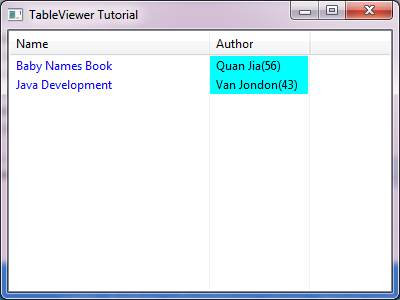 TableViewer Tutorial
Name Author
Baby Names Book Quan Jia(56)
Java Development Van Jondon(43)